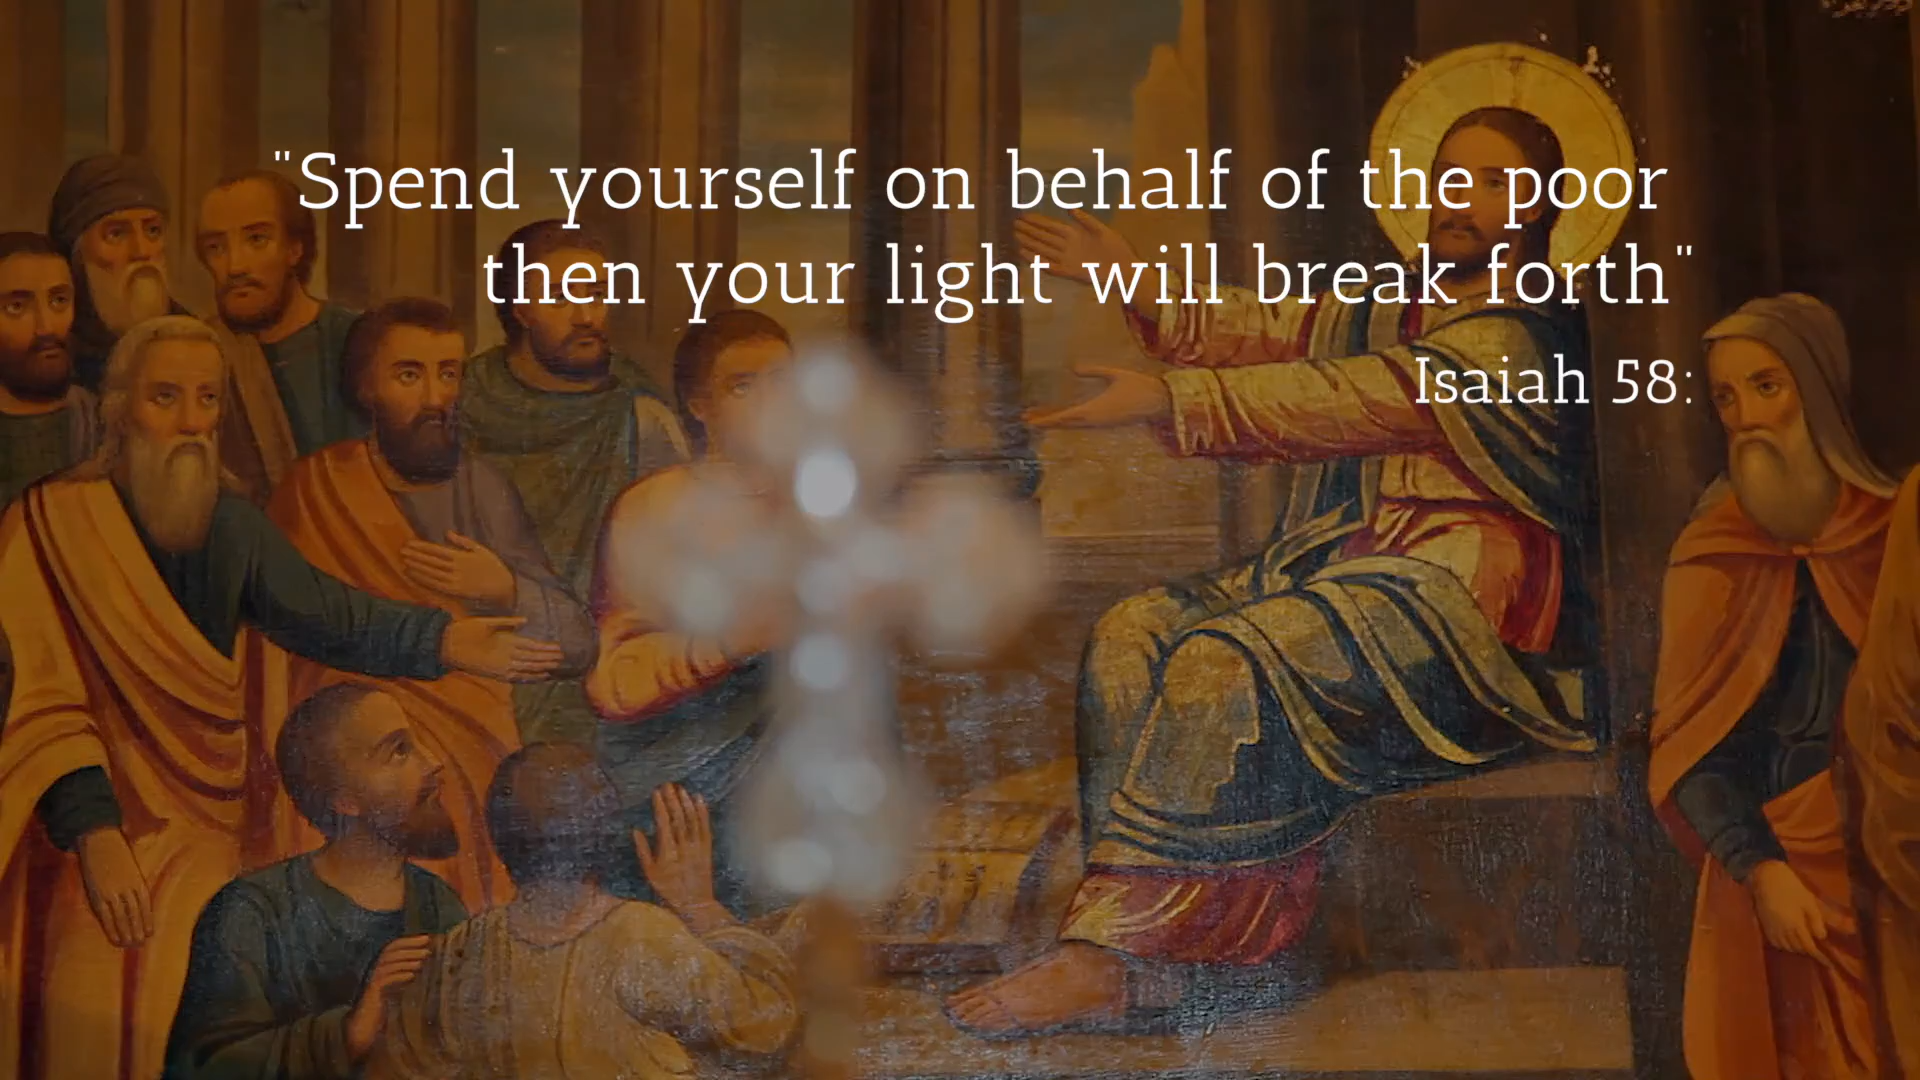 "Spend yourself on behalf of the poor
then your light will break forth"
Isaiah 58: